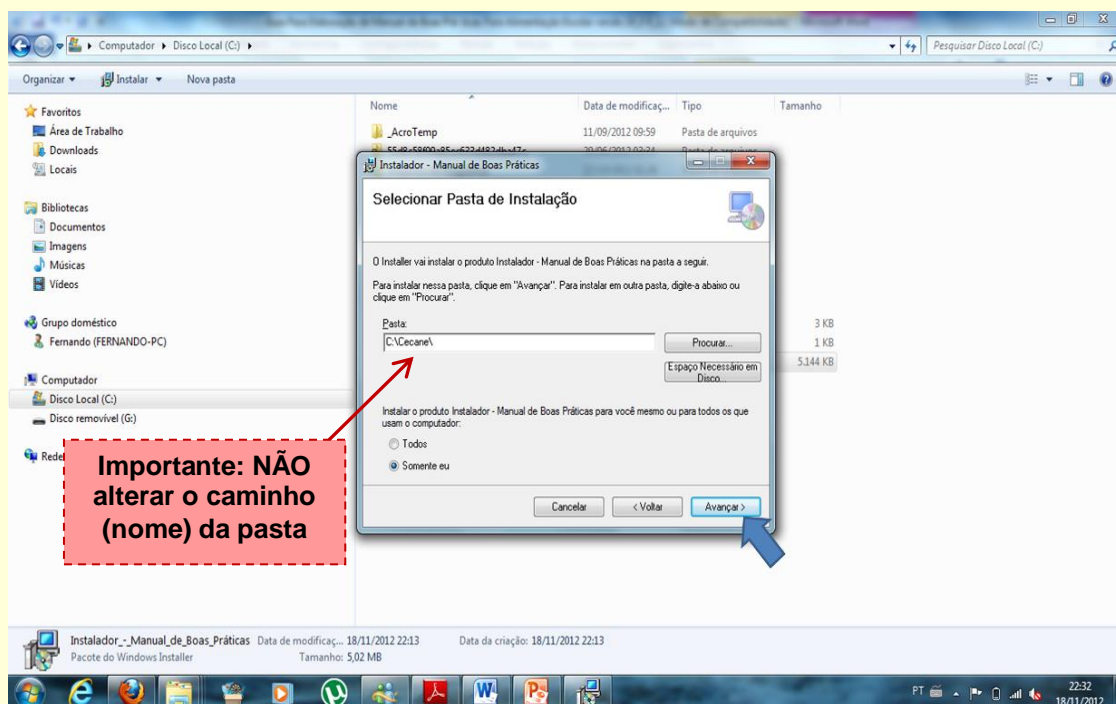 Computador ▸ Disco Local (C:) ▸
Pesquisar Disco Local (C:)
Organizar ▾ Instalar ▾ Nova pasta
Favoritos
Área de Trabalho
Downloads
Locais
Bibliotecas
Documentos
Imagens
Músicas
Vídeos
Grupo doméstico
Fernando (FERNANDO-PC)
Computador
Disco Local (C:)
Disco removível (G:)
Nome Data de modificaç... Tipo Tamanho
_AcroTemp 11/09/2012 09:59 Pasta de arquivos
3 KB
1 KB
5.144 KB
Instalador - Manual de Boas Práticas
Selecionar Pasta de Instalação
O Installer vai instalar o produto Instalador - Manual de Boas Práticas na pasta a seguir.
Para instalar nessa pasta, clique em "Avançar". Para instalar em outra pasta, digite-a abaixo ou
clique em "Procurar".
Pasta:
C:\Cecane\
Procurar...
Espaço Necessário em
Disco...
Instalar o produto Instalador - Manual de Boas Práticas para você mesmo ou para todos os que
usam o computador:
Todos
Somente eu
Cancelar < Voltar Avançar >
Importante: NÃO
alterar o caminho
(nome) da pasta
Instalador_-_Manual_de_Boas_Práticas Data de modificaç... 18/11/2012 22:13 Data da criação: 18/11/2012 22:13
Pacote do Windows Installer Tamanho: 5,02 MB
PT 22:32
18/11/2012